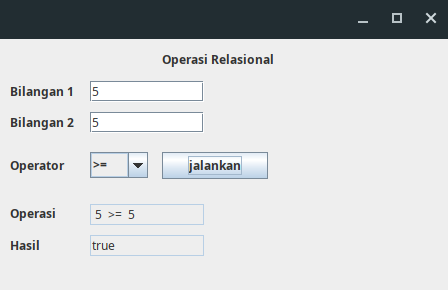 Operasi Relasional
Bilangan 1 5
Bilangan 2 5
Operator >= jalankan
Operasi 5 >= 5
Hasil true